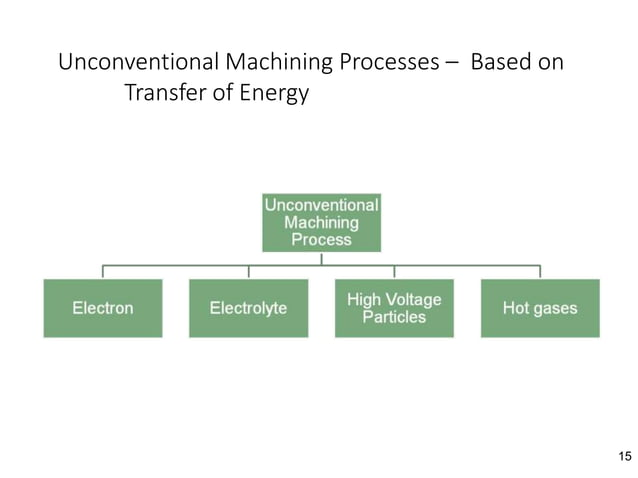 Unconventional Machining Processes – Based on
Transfer of Energy
Unconventional
Machining
Process
Electron
Electrolyte
High Voltage
Particles
Hot gases
15